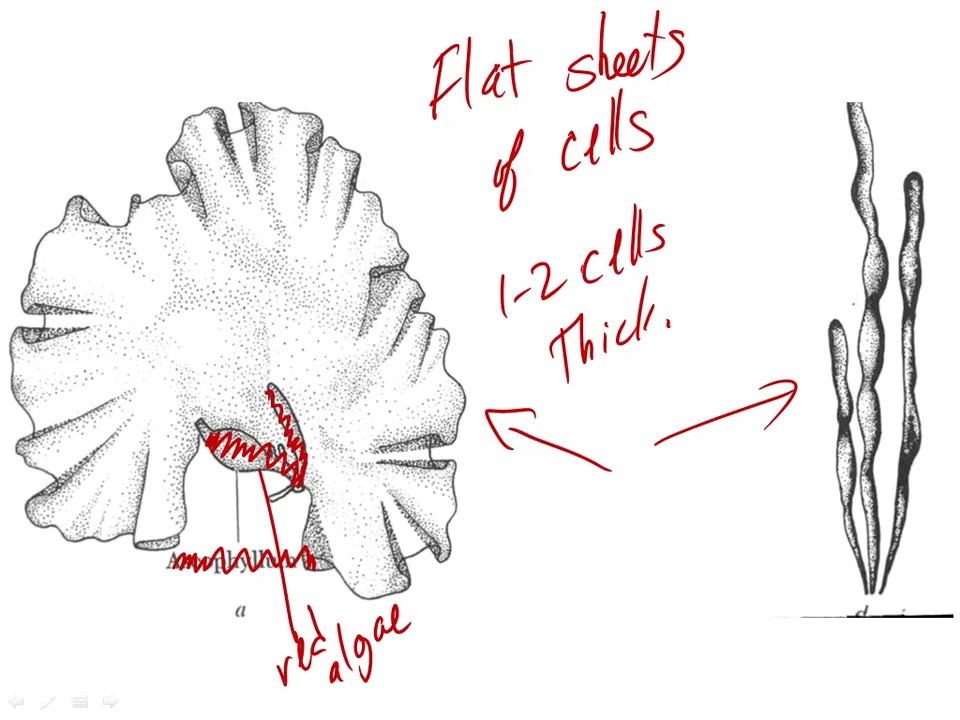 Flat sheets
of cells
1-2 cells
Thick.
a
red
algae